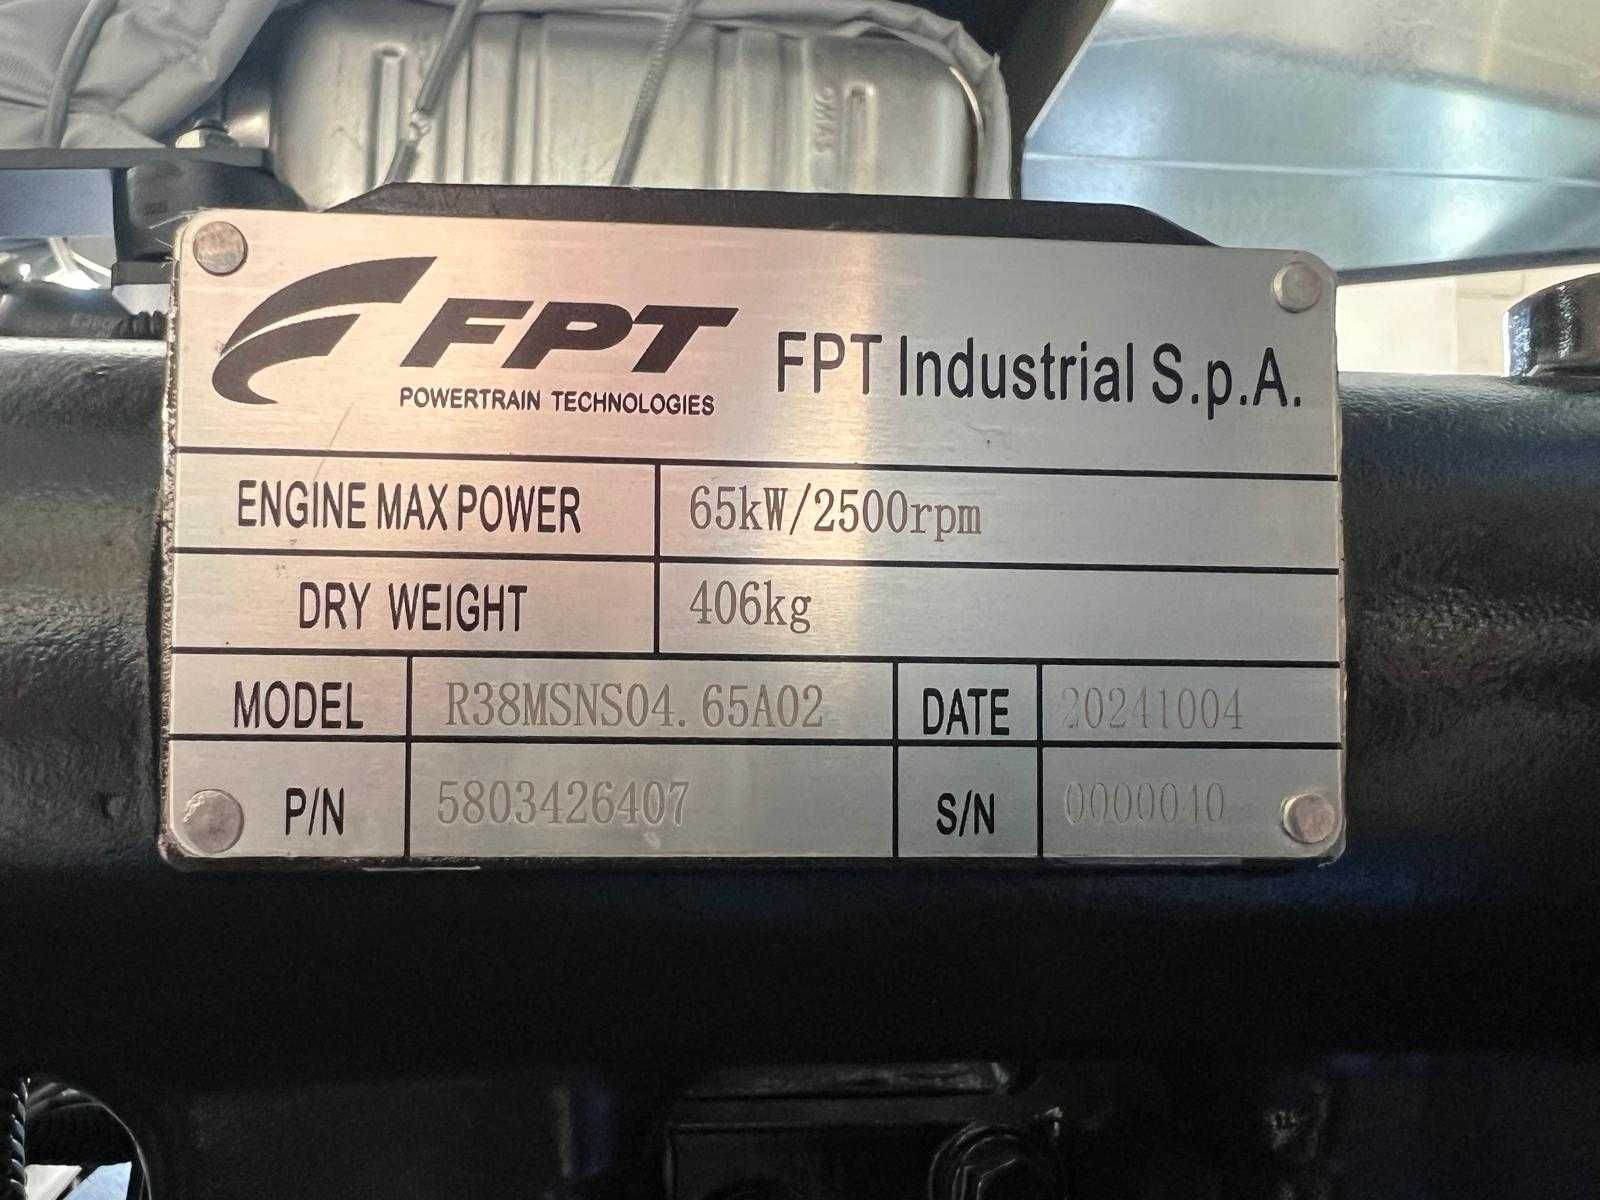 FPT
POWERTRAIN TECHNOLOGIES
FPT Industrial S.p.A.
ENGINE MAX POWER 65kW/2500rpm
DRY WEIGHT 406kg
MODEL R38MSNS04.65A02 DATE 20241004
P/N 5803426407 S/N 0000040